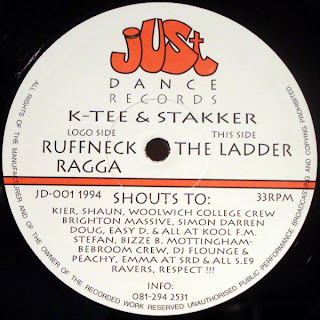 just
DANCE
RECORDS
K-TEE & STAKKER
LOGO SIDE THIS SIDE
RUFFNECK THE LADDER
RAGGA
JD-001 1994 SHOUTS TO: 33RPM
KIER, SHAUN, WOOLWICH COLLEGE CREW
BRIGHTON MASSIVE, SIMON DARREN
DOUG, EASY D. & ALL AT KOOL F.M.
STEFAN, BIZZE B. MOTTINGHAM-
BEBROOM CREW, DJ FLOUNGE &
PEACHY, EMMA AT SRD & ALL S.E9
RAVERS, RESPECT !!!
INFO:
081-294 2531
ALL RIGHTS OF THE MANUFACTURER AND OF THE OWNER OF THE RECORDED WORK RESERVED UNAUTHORISED PUBLIC PERFORMANCE BROADCASTING AND COPYING PROHIBITED.